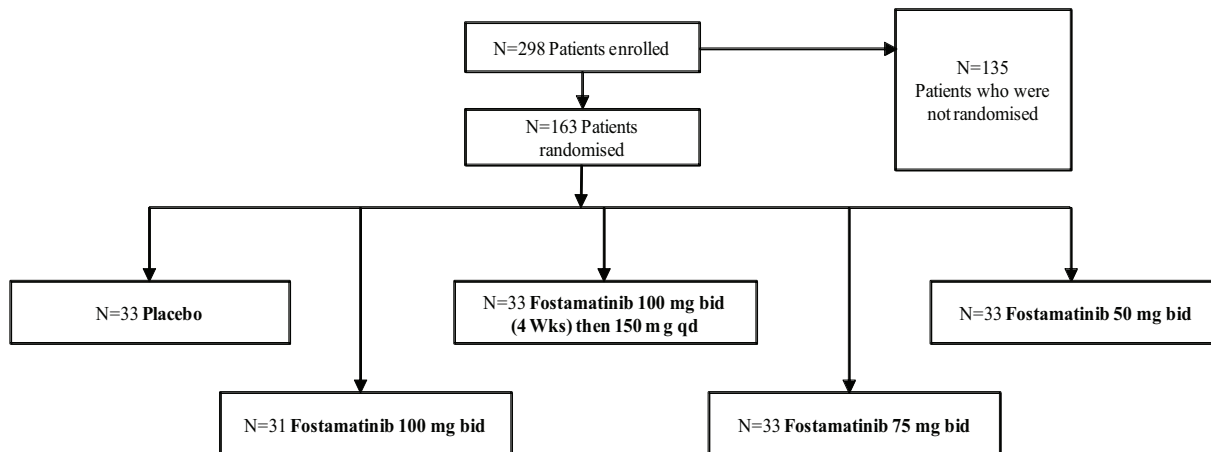 N=298 Patients enrolled
N=135
Patients who were
not randomised
N=163 Patients
randomised
N=33 Placebo
N=33 Fostamatinib 100 mg bid
(4 Wks) then 150 mg qd
N=33 Fostamatinib 50 mg bid
N=31 Fostamatinib 100 mg bid
N=33 Fostamatinib 75 mg bid